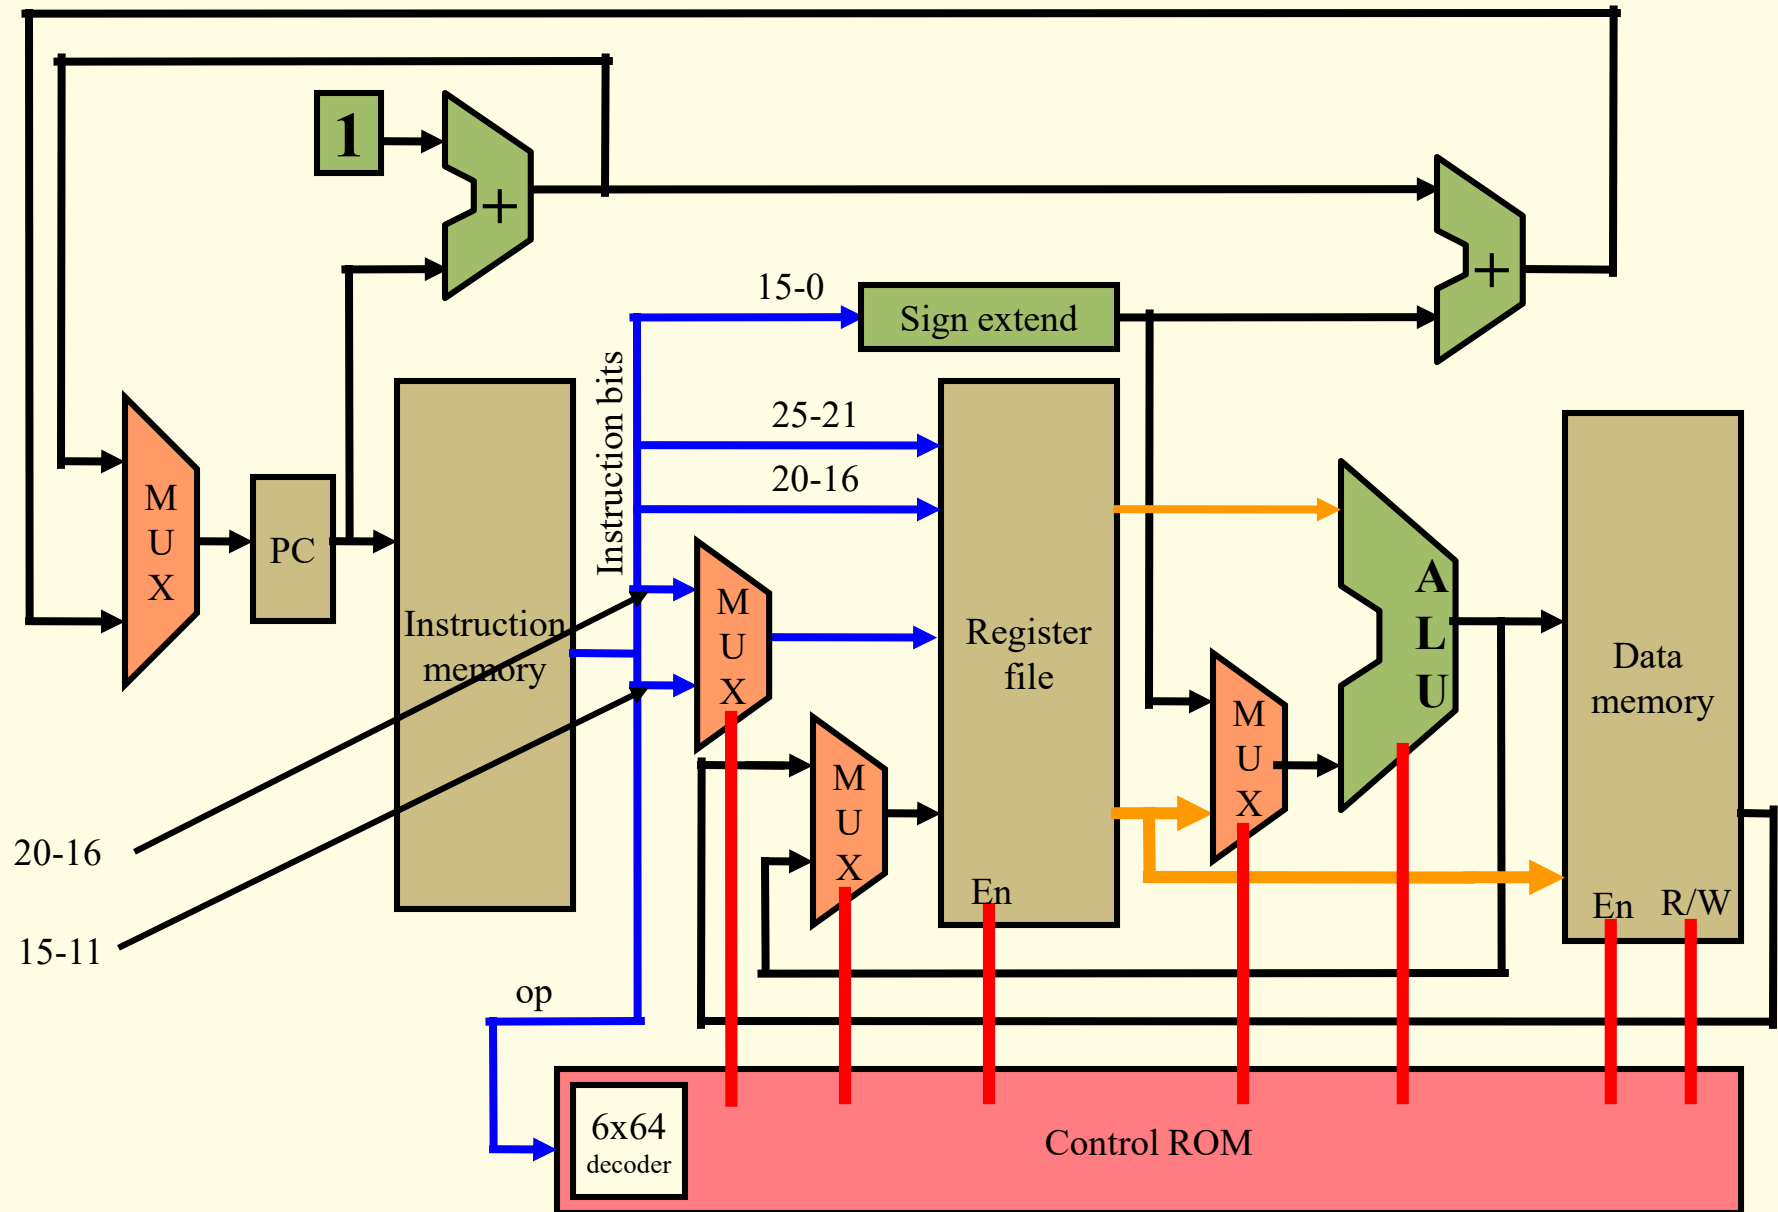 1
+
+
15-0
Sign extend
Instruction bits
25-21
20-16
M
U
X
PC
Instruction
memory
M
U
X
Register
file
A
L
U
Data
memory
M
U
X
M
U
X
20-16
15-11
En
En
R/W
op
6x64
decoder
Control ROM